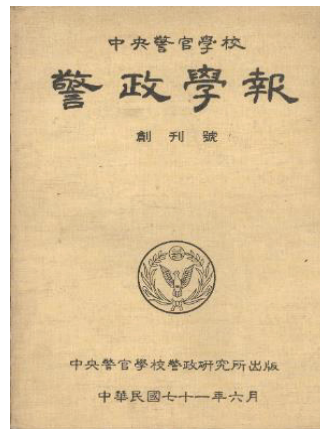 中央警官學校
警政學報
創刊號
中央警官學校警政研究所出版
中華民國七十一年六月